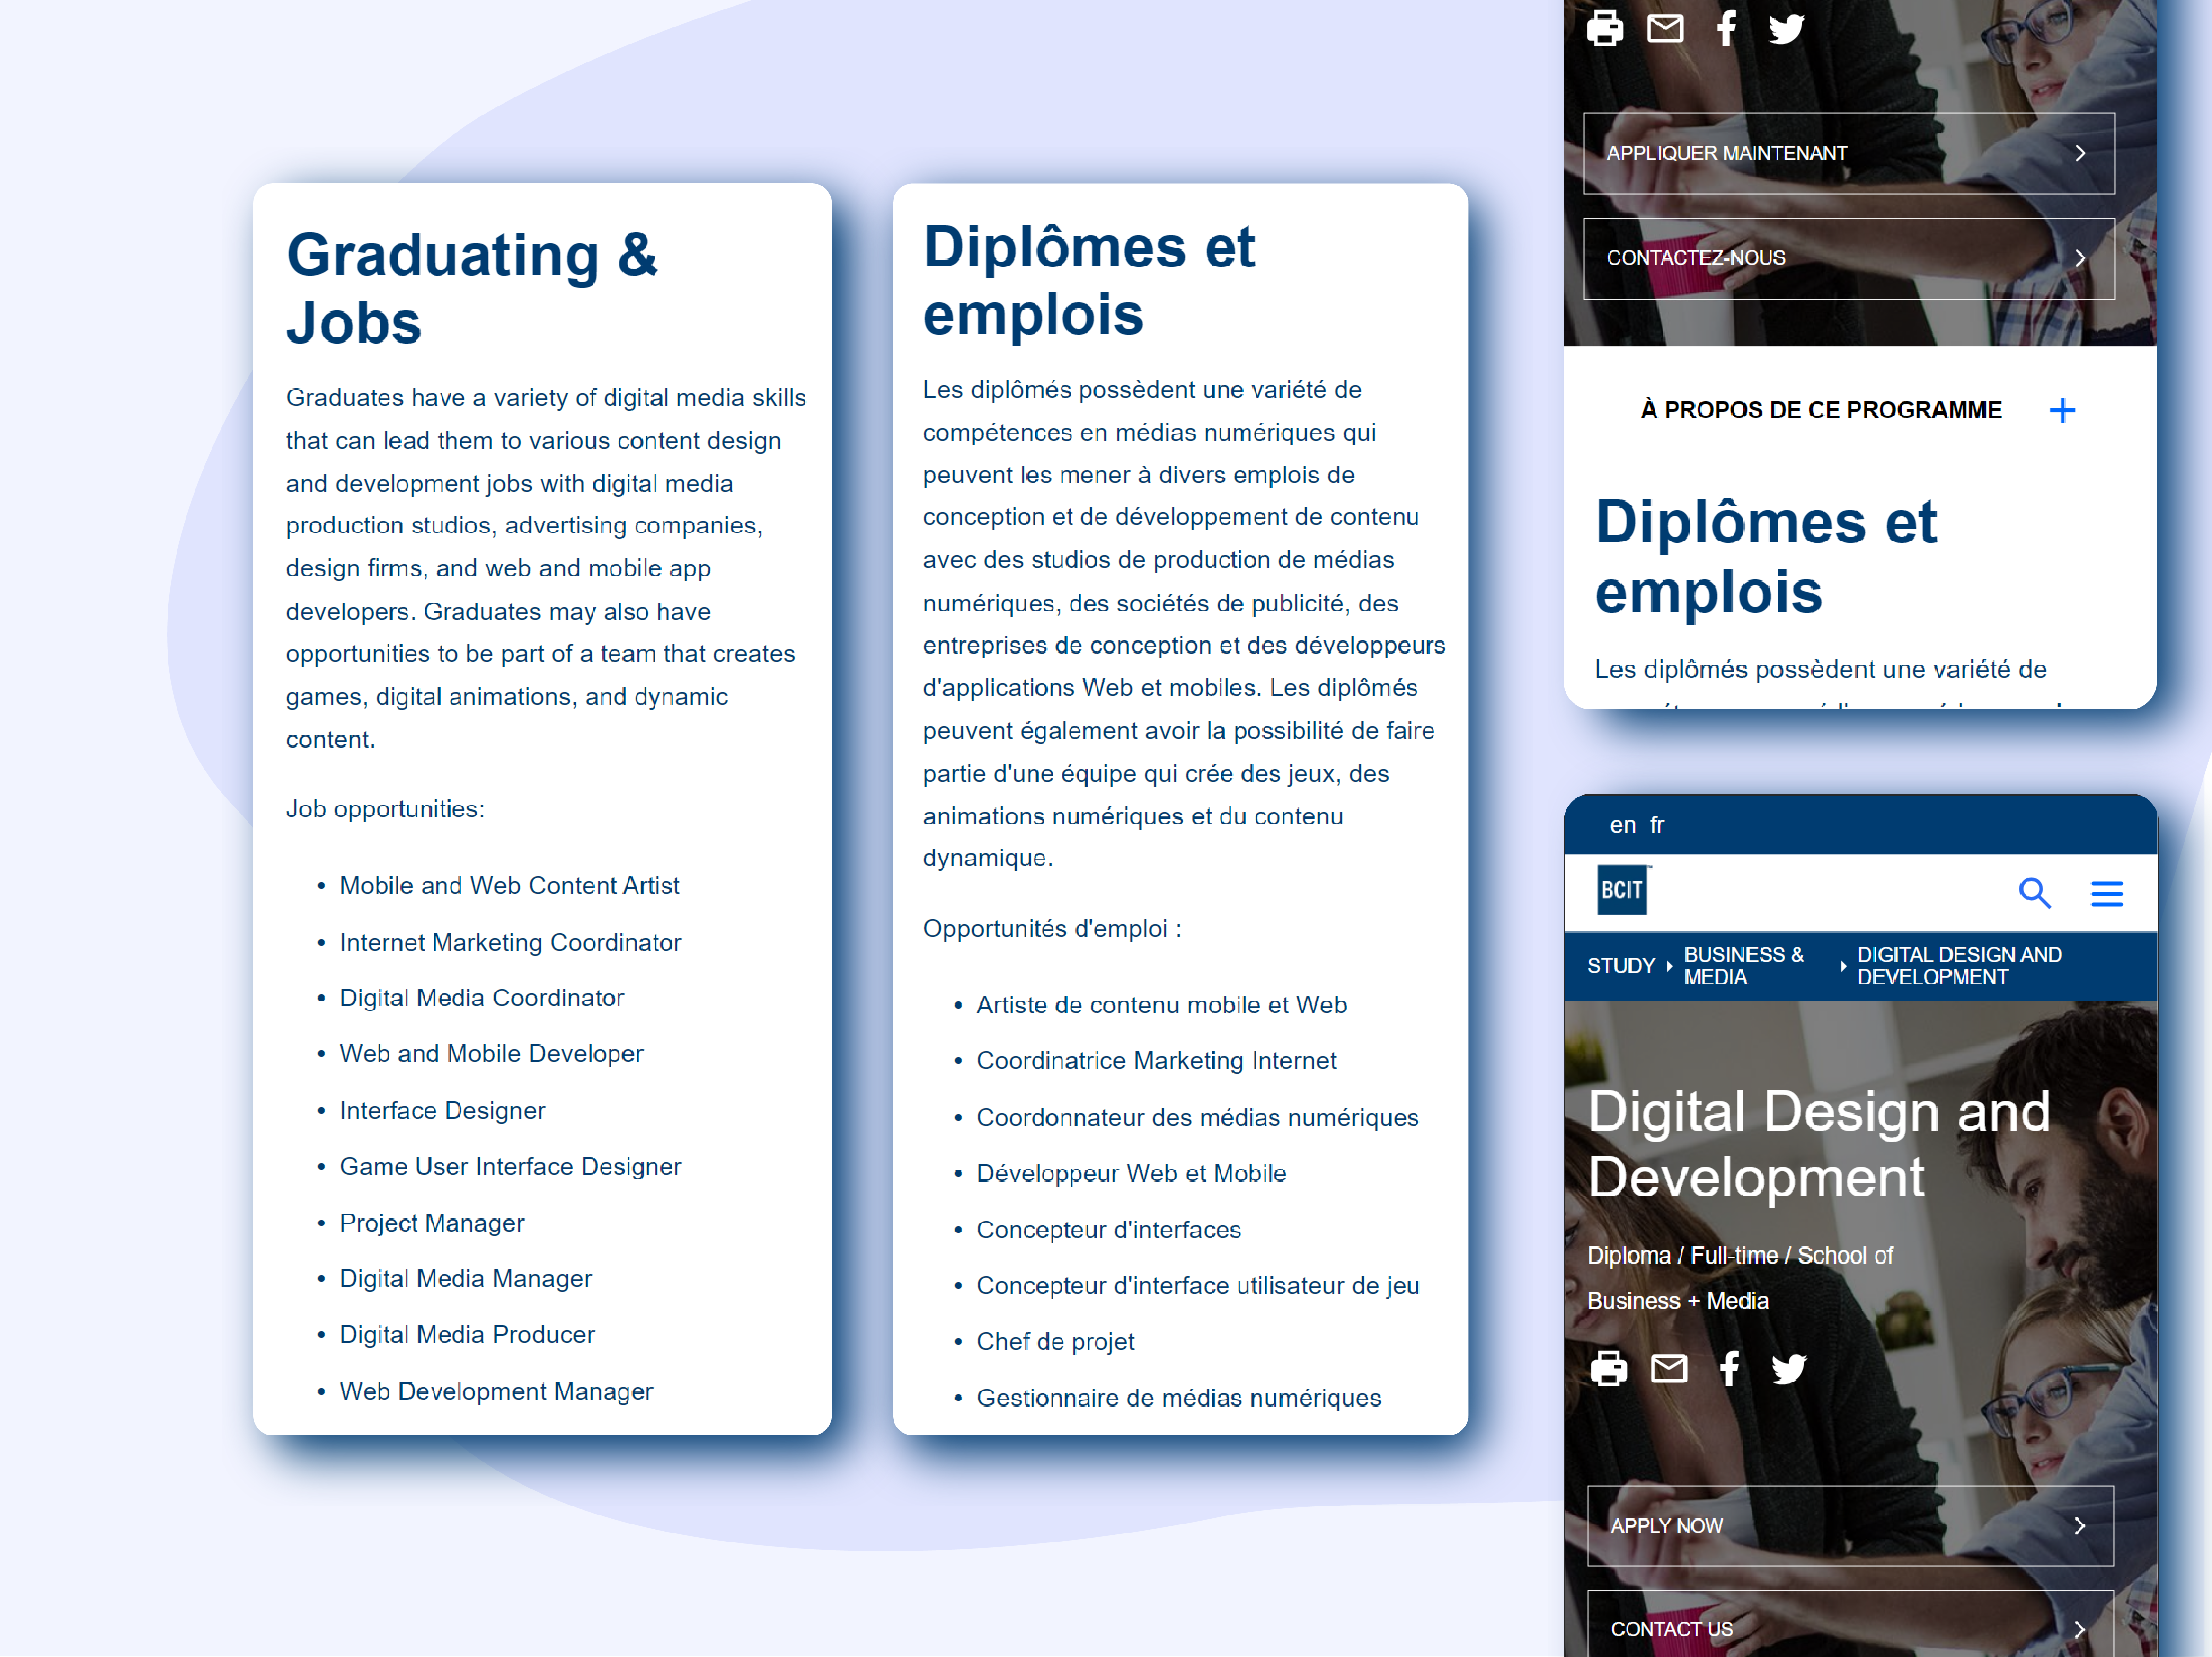 Graduating &
Jobs
Graduates have a variety of digital media skills
that can lead them to various content design
and development jobs with digital media
production studios, advertising companies,
design firms, and web and mobile app
developers. Graduates may also have
opportunities to be part of a team that creates
games, digital animations, and dynamic
content.
Job opportunities:
• Mobile and Web Content Artist
• Internet Marketing Coordinator
• Digital Media Coordinator
• Web and Mobile Developer
• Interface Designer
• Game User Interface Designer
• Project Manager
• Digital Media Manager
• Digital Media Producer
• Web Development Manager
Diplômes et
emplois
Les diplômés possèdent une variété de
compétences en médias numériques qui
peuvent les mener à divers emplois de
conception et de développement de contenu
avec des studios de production de médias
numériques, des sociétés de publicité, des
entreprises de conception et des développeurs
d'applications Web et mobiles. Les diplômés
peuvent également avoir la possibilité de faire
partie d'une équipe qui crée des jeux, des
animations numériques et du contenu
dynamique.
Opportunités d'emploi :
• Artiste de contenu mobile et Web
• Coordinatrice Marketing Internet
• Coordonnateur des médias numériques
• Développeur Web et Mobile
• Concepteur d'interfaces
• Concepteur d'interface utilisateur de jeu
• Chef de projet
• Gestionnaire de médias numériques
APPLIQUER MAINTENANT
CONTACTEZ-NOUS
À PROPOS DE CE PROGRAMME
Diplômes et
emplois
Les diplômés possèdent une variété de
compétences en médias numériques qui
en fr
BCIT
STUDY
BUSINESS &
MEDIA
DIGITAL DESIGN AND
DEVELOPMENT
Digital Design and
Development
Diploma / Full-time / School of
Business + Media
APPLY NOW
CONTACT US